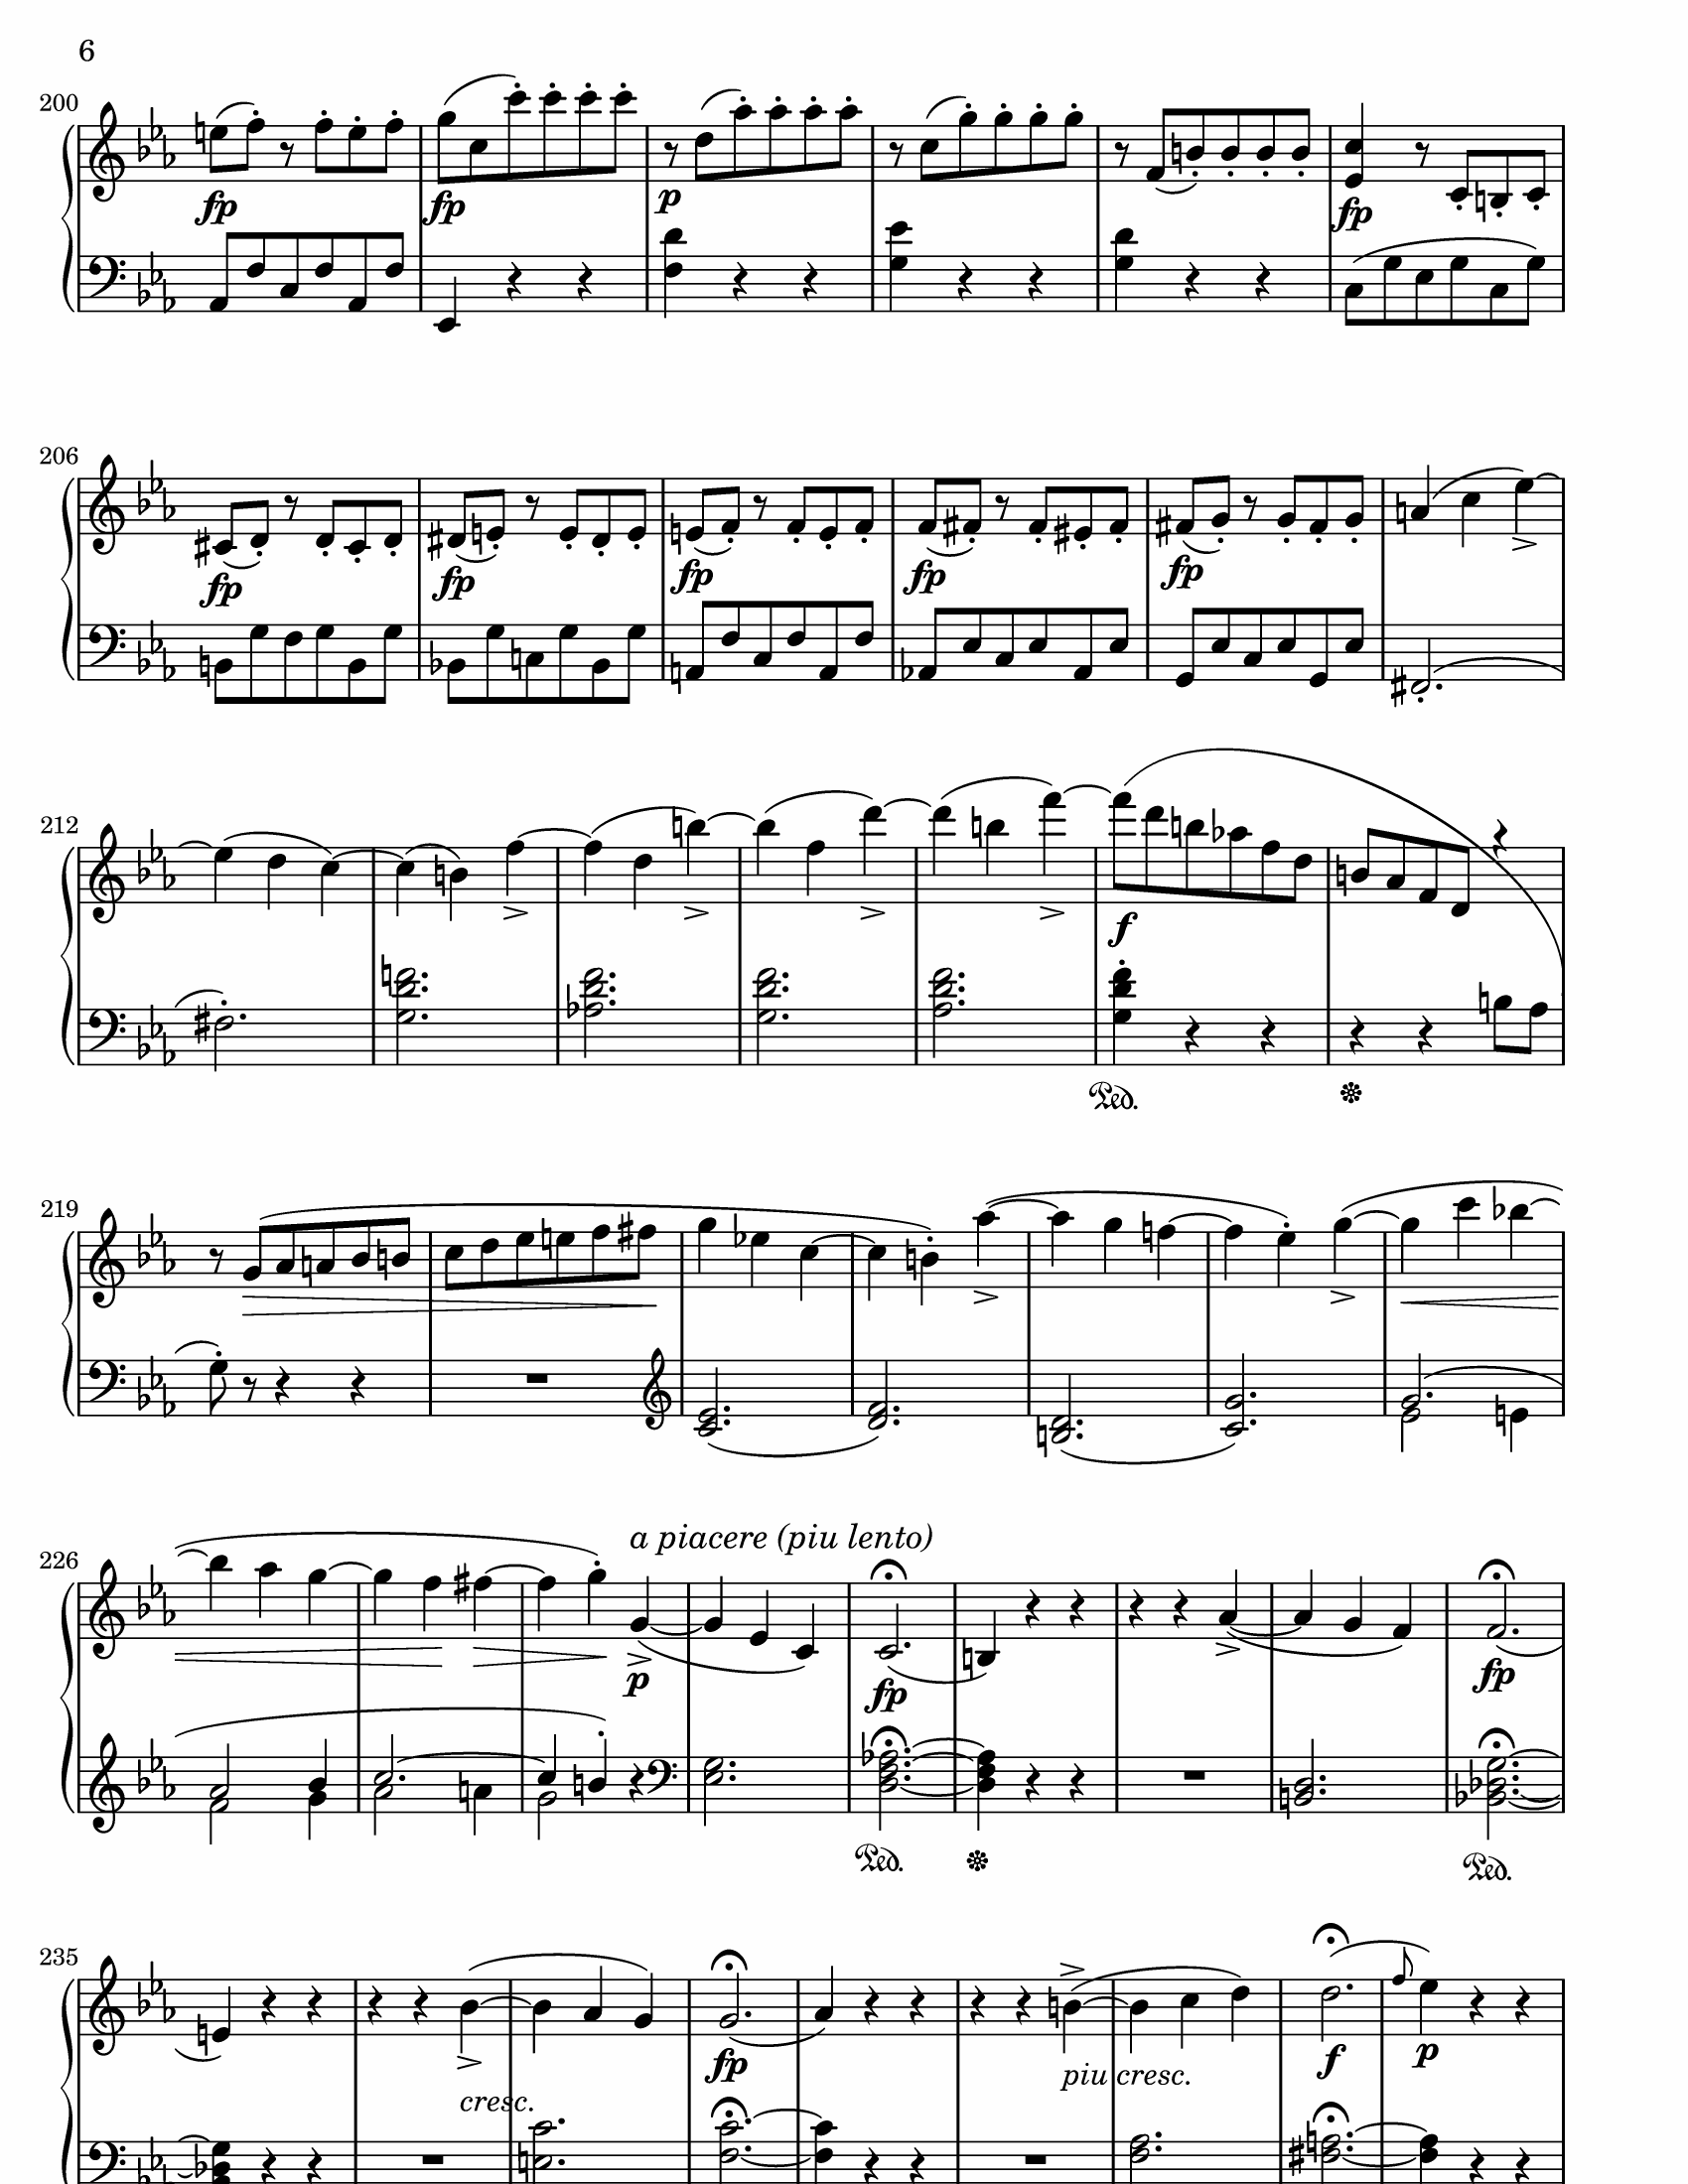 6
200
fp
fp
p
fp
206
fp
fp
fp
fp
fp
212
f
Ped.
219
226
a piacere (piu lento)
p
fp
fp
Ped.
Ped.
235
cresc.
fp
piu cresc.
f
p